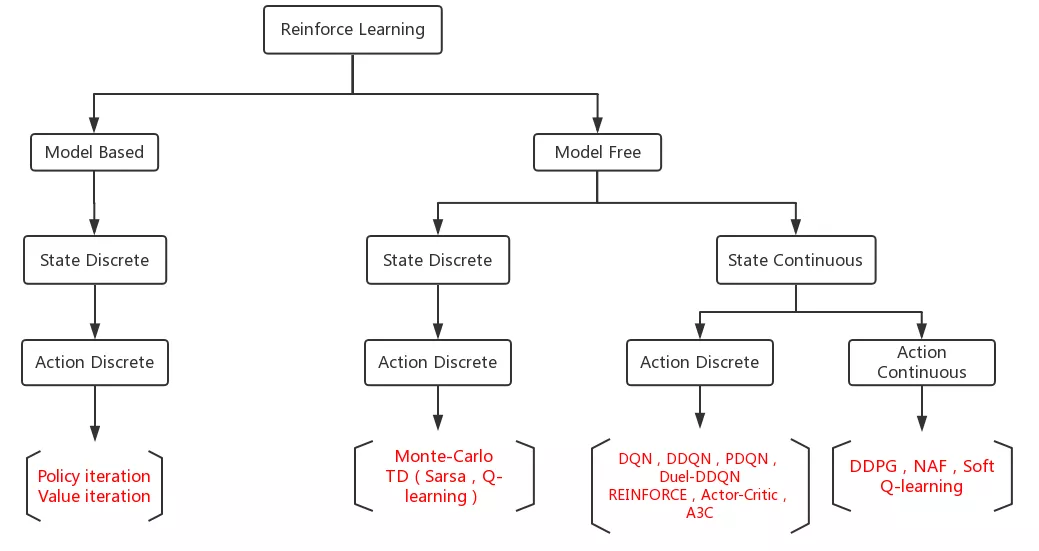 Reinforce Learning
Model Based
Model Free
State Discrete
State Discrete
State Continuous
Action Discrete
Action Discrete
Action Discrete
Action
Continuous
Policy iteration
Value iteration
Monte-Carlo
TD ( Sarsa , Q-
learning )
DQN , DDQN , PDQN ,
Duel-DDQN
REINFORCE , Actor-Critic ,
A3C
DDPG , NAF , Soft
Q-learning